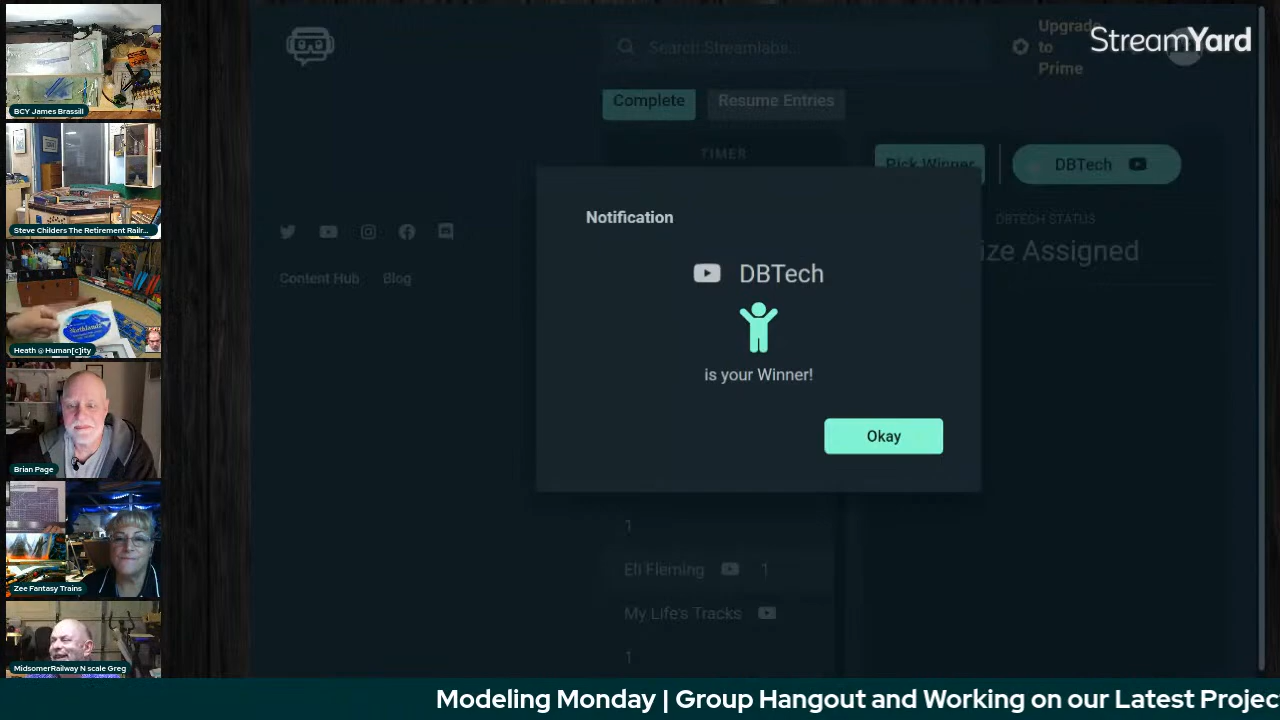 BCY James Brassill
Steve Childers The Retirement Railr...
Northlandz
Heath @ Human[c]ity
Brian Page
Zee Fantasy Trains
MidsomerRailway N scale Greg
Search Streamlabs...
Upgrade
to
Prime
StreamYard
Complete
Resume Entries
TIMER
Pick Winner
DBTech
DBTECH STATUS
ize Assigned
Content Hub
Blog
Notification
DBTech
is your Winner!
Okay
1
Eli Fleming 1
My Life's Tracks
1
Modeling Monday | Group Hangout and Working on our Latest Projec